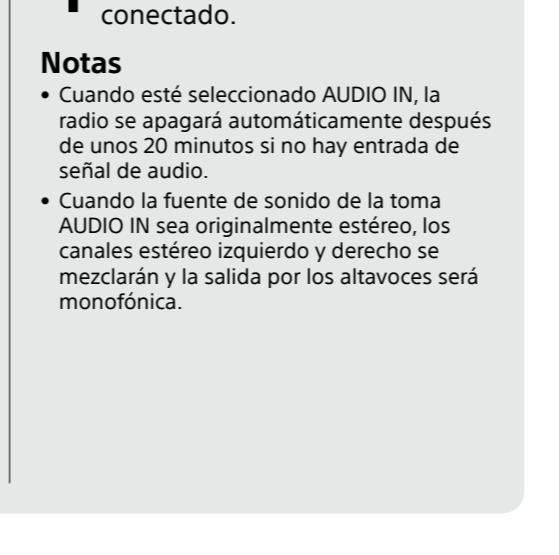 conectado.
Notas
• Cuando esté seleccionado AUDIO IN, la
radio se apagará automáticamente después
de unos 20 minutos si no hay entrada de
señal de audio.
• Cuando la fuente de sonido de la toma
AUDIO IN sea originalmente estéreo, los
canales estéreo izquierdo y derecho se
mezclarán y la salida por los altavoces será
monofónica.